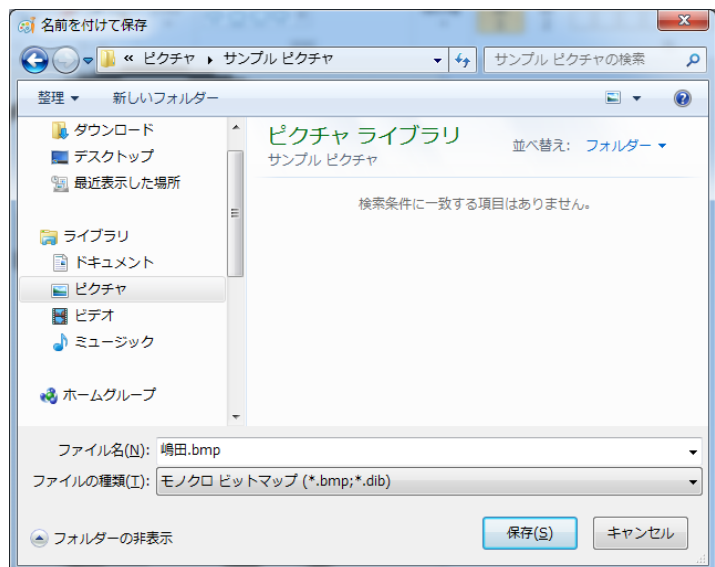 名前を付けて保存
« ピクチャ ▸ サンプル ピクチャ
サンプル ピクチャの検索
整理 ▼ 新しいフォルダー
ダウンロード
デスクトップ
最近表示した場所
ライブラリ
ドキュメント
ピクチャ
ビデオ
ミュージック
ホームグループ
ピクチャ ライブラリ
サンプル ピクチャ
並べ替え: フォルダー ▼
検索条件に一致する項目はありません。
ファイル名(N): 嶋田.bmp
ファイルの種類(T): モノクロ ビットマップ (*.bmp;*.dib)
フォルダーの非表示
保存(S) キャンセル